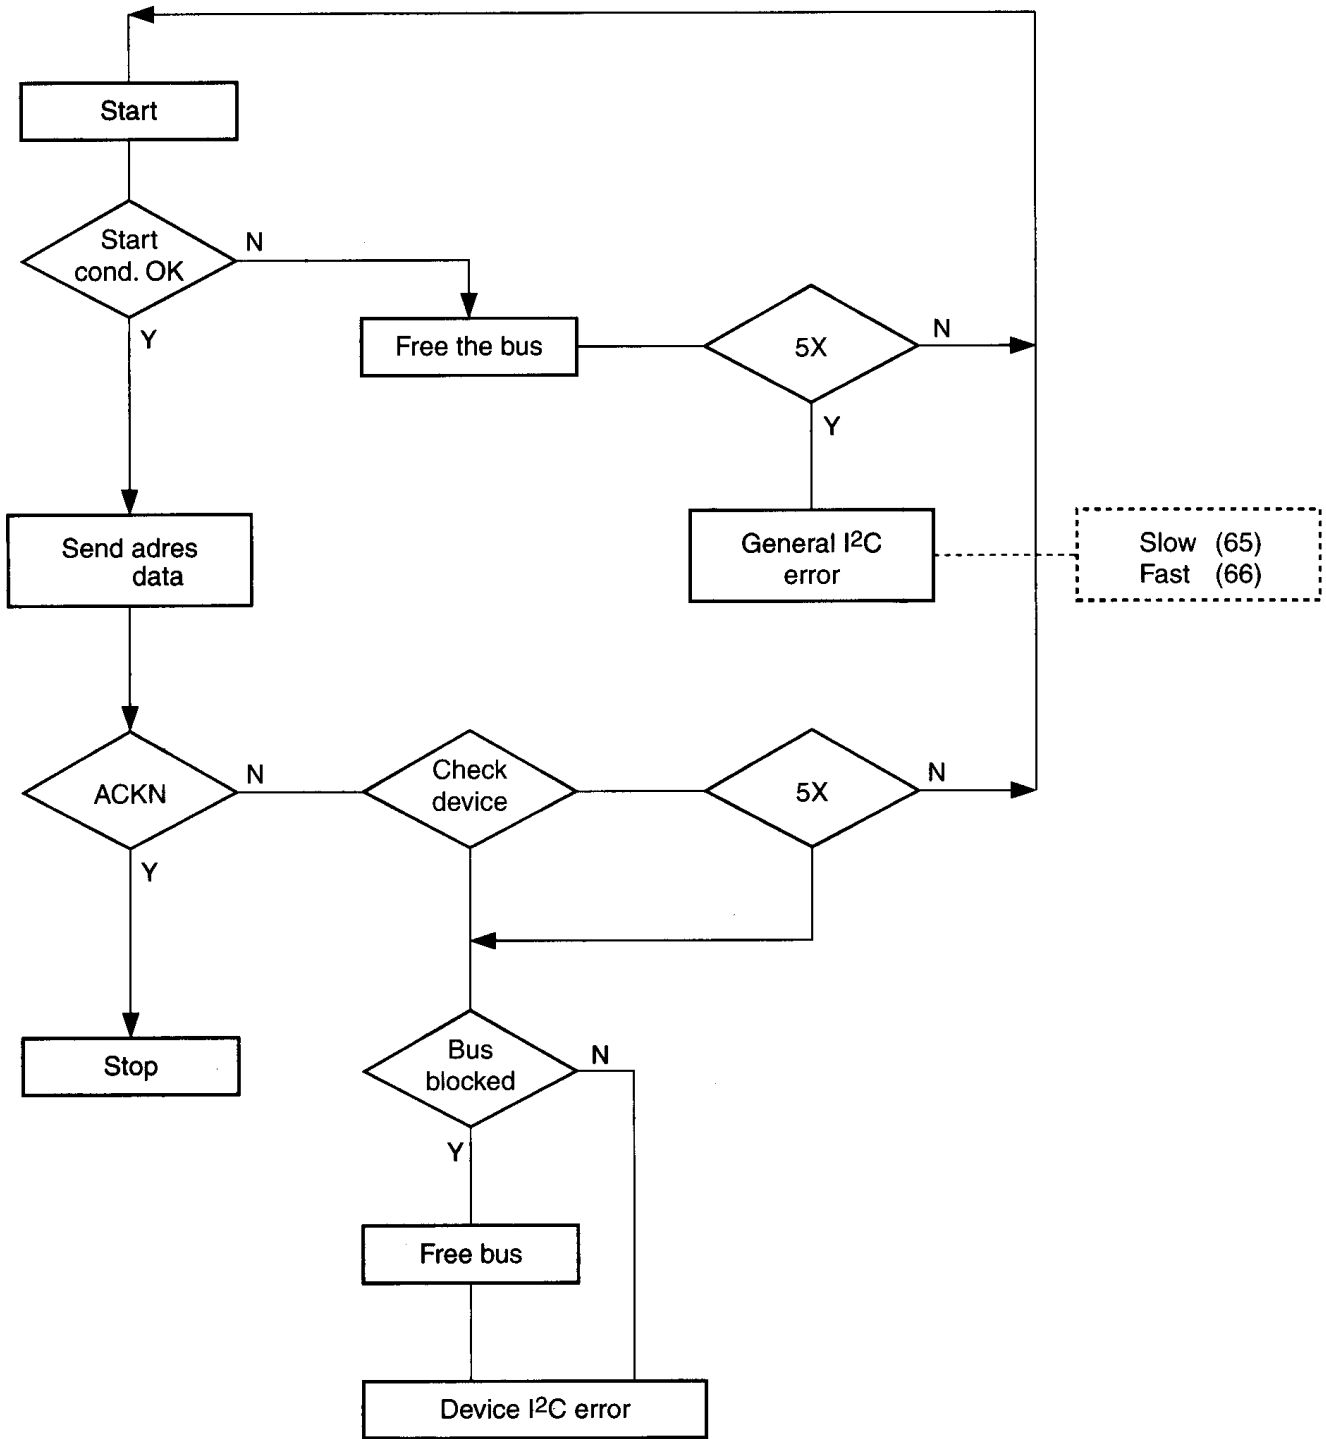 Start
Start
cond. OK
N
Y
Free the bus
5X
N
Y
Send adres
data
General I²C
error
Slow (65)
Fast (66)
ACKN
N
Y
Check
device
5X
N
Stop
Bus
blocked
N
Y
Free bus
Device I²C error